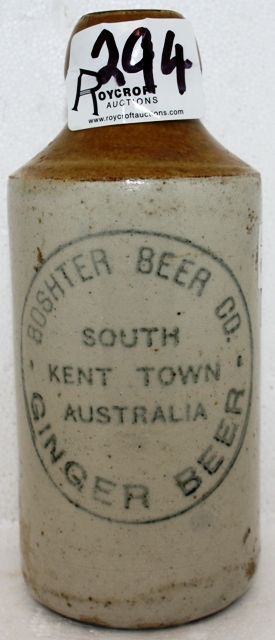 294
ROYCROFT
AUCTIONS
www.roycroftauctions.com
BOSHTER BEER CO.
SOUTH
KENT TOWN
AUSTRALIA
GINGER BEER